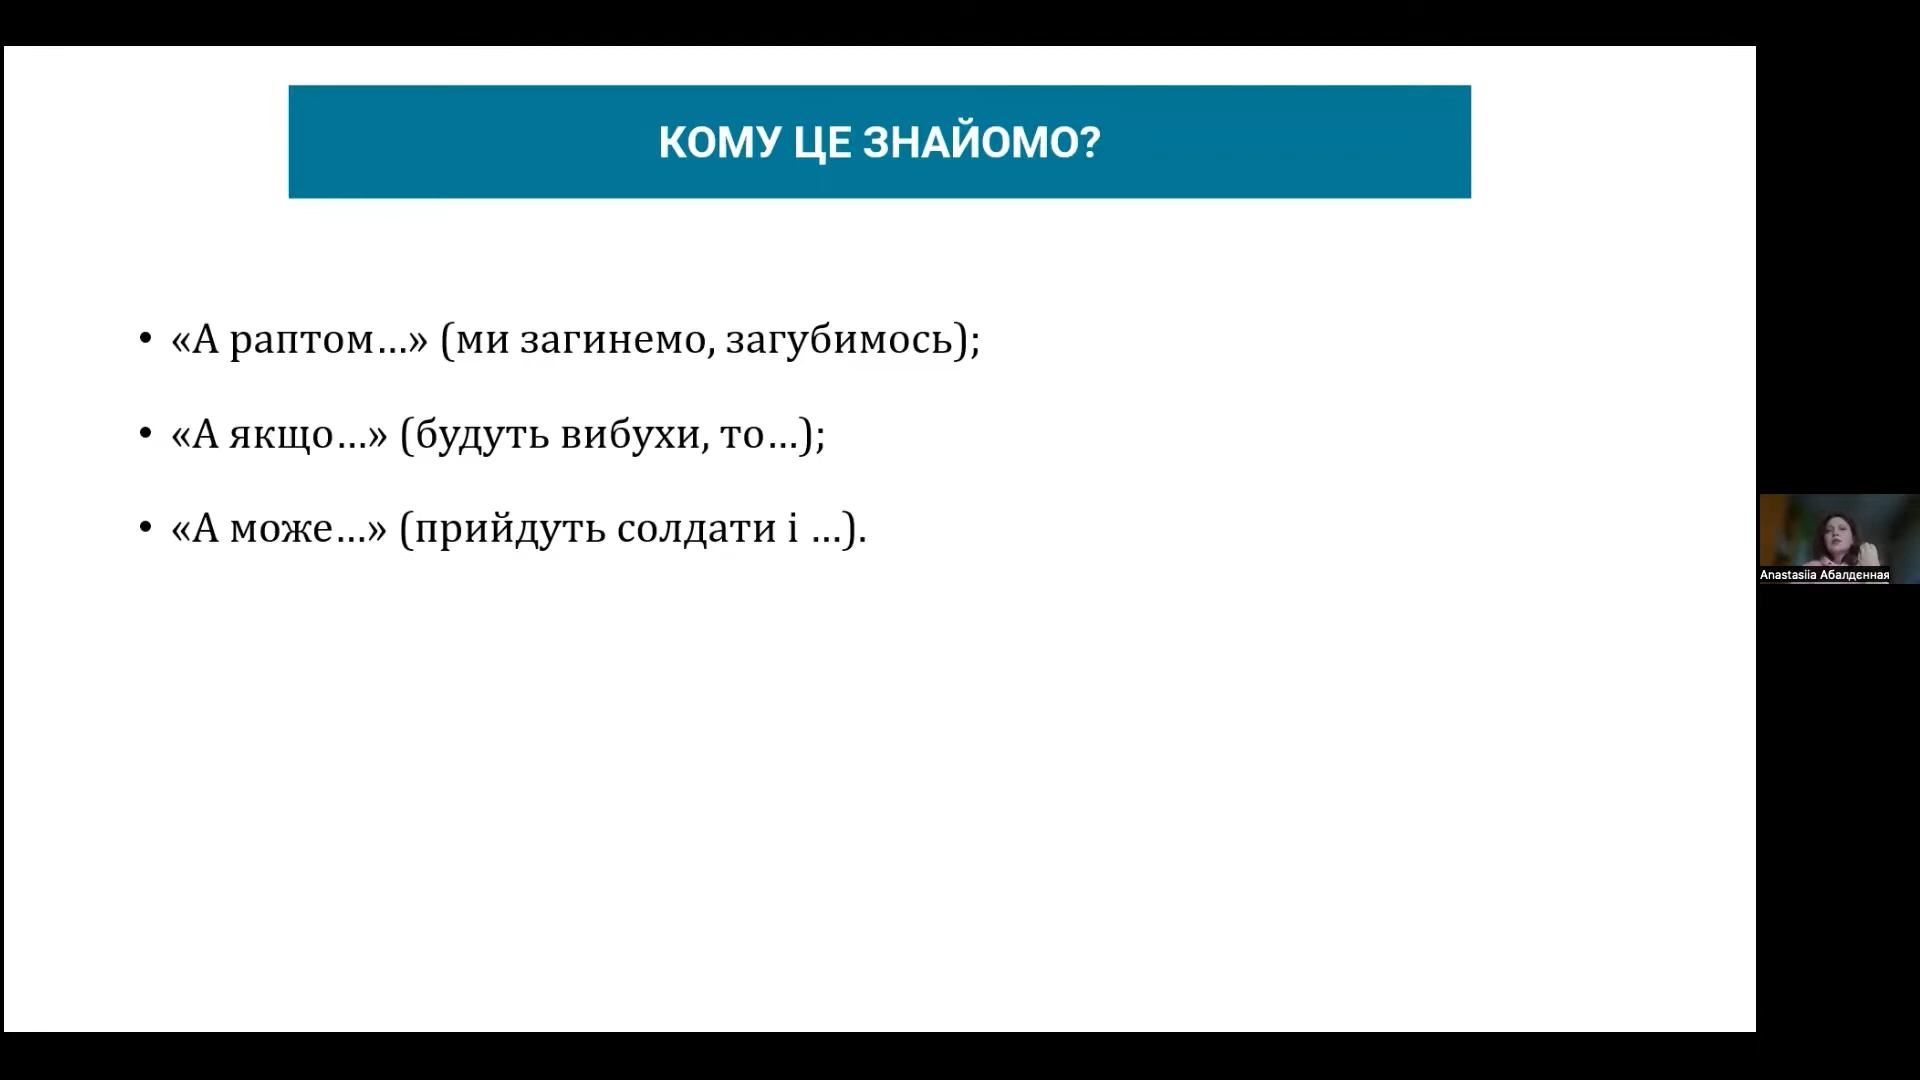 КОМУ ЦЕ ЗНАЙОМО?
• «А раптом…» (ми загинемо, загубимось);
• «А якщо…» (будуть вибухи, то…);
• «А може…» (прийдуть солдати і …).
Anastasiia Абалдєнная